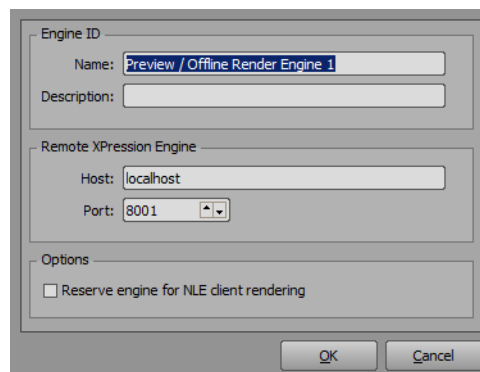 Engine ID
Name: Preview / Offline Render Engine 1
Description:
Remote XPression Engine
Host: localhost
Port: 8001
Options
Reserve engine for NLE client rendering
OK Cancel